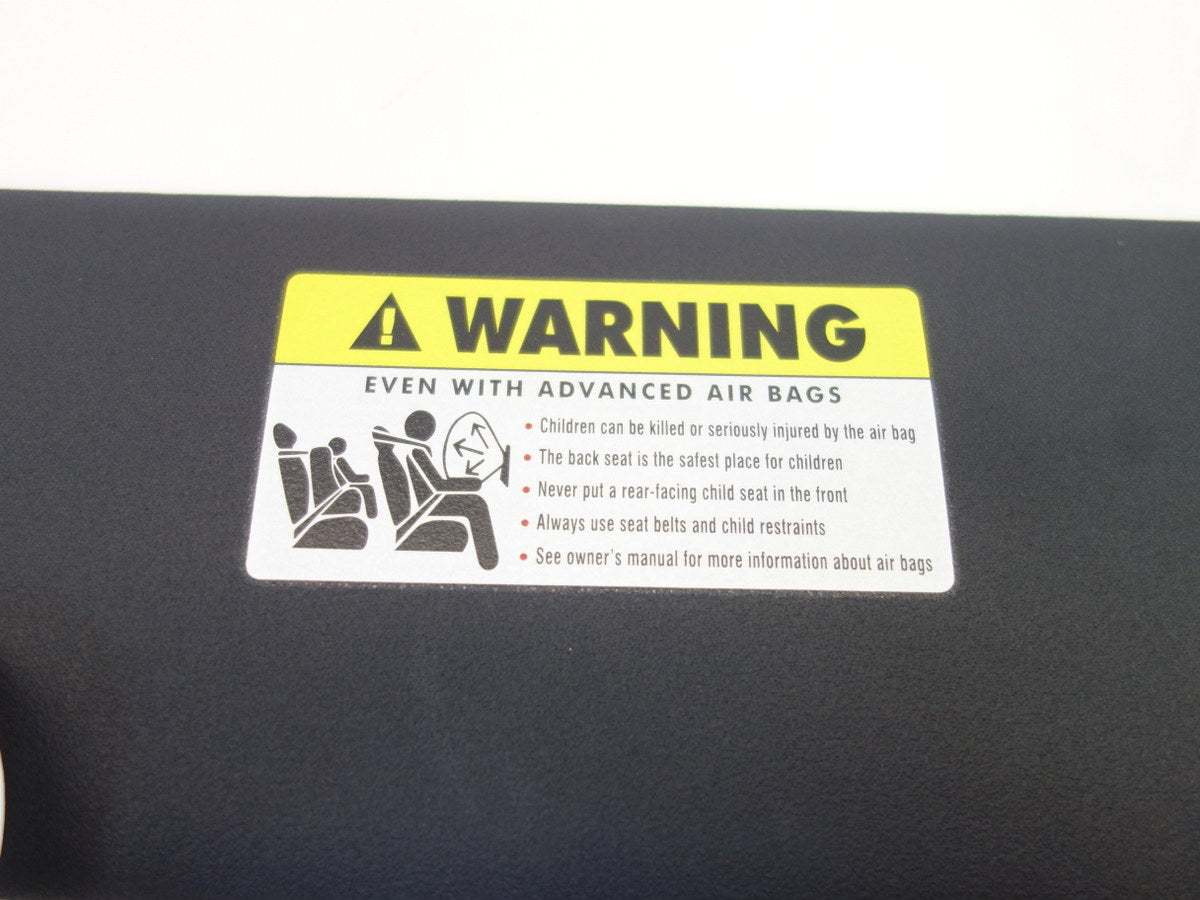 WARNING
EVEN WITH ADVANCED AIR BAGS
• Children can be killed or seriously injured by the air bag
• The back seat is the safest place for children
• Never put a rear-facing child seat in the front
• Always use seat belts and child restraints
• See owner's manual for more information about air bags